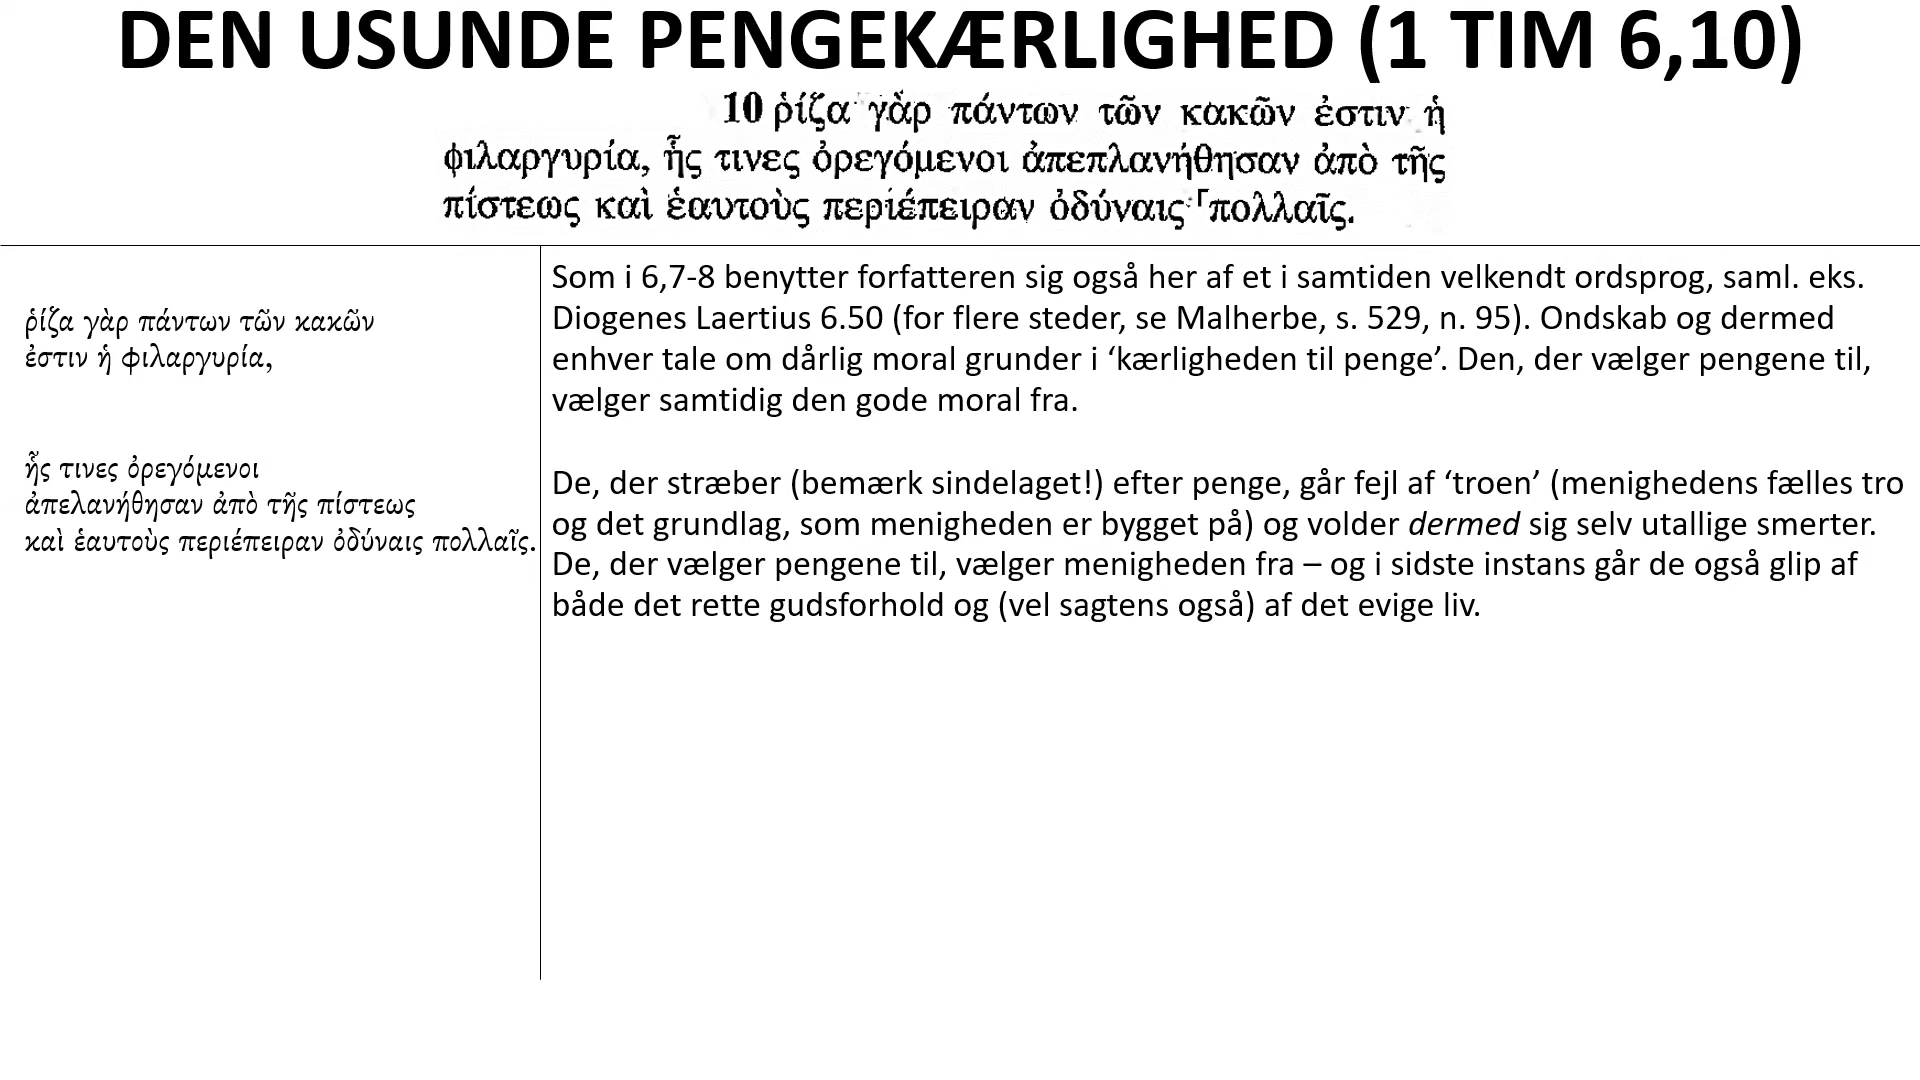 DEN USUNDE PENGEKÆRLIGHED (1 TIM 6,10)
10 ῥίζα γὰρ πάντων τῶν κακῶν ἐστιν ἡ
φιλαργυρία, ἧς τινες ὀρεγόμενοι ἀπεπλανήθησαν ἀπὸ τῆς
πίστεως καὶ ἑαυτοὺς περιέπειραν ὀδύναις ⸀πολλαῖς.
ῥίζα γὰρ πάντων τῶν κακῶν
ἐστιν ἡ φιλαργυρία,
ἧς τινες ὀρεγόμενοι
ἀπελανήθησαν ἀπὸ τῆς πίστεως
καὶ ἑαυτοὺς περιέπειραν ὀδύναις πολλαῖς.
Som i 6,7-8 benytter forfatteren sig også her af et i samtiden velkendt ordsprog, saml. eks.
Diogenes Laertius 6.50 (for flere steder, se Malherbe, s. 529, n. 95). Ondskab og dermed
enhver tale om dårlig moral grunder i ‘kærligheden til penge’. Den, der vælger pengene til,
vælger samtidig den gode moral fra.
De, der stræber (bemærk sindelaget!) efter penge, går fejl af ‘troen’ (menighedens fælles tro
og det grundlag, som menigheden er bygget på) og volder dermed sig selv utallige smerter.
De, der vælger pengene til, vælger menigheden fra – og i sidste instans går de også glip af
både det rette gudsforhold og (vel sagtens også) af det evige liv.